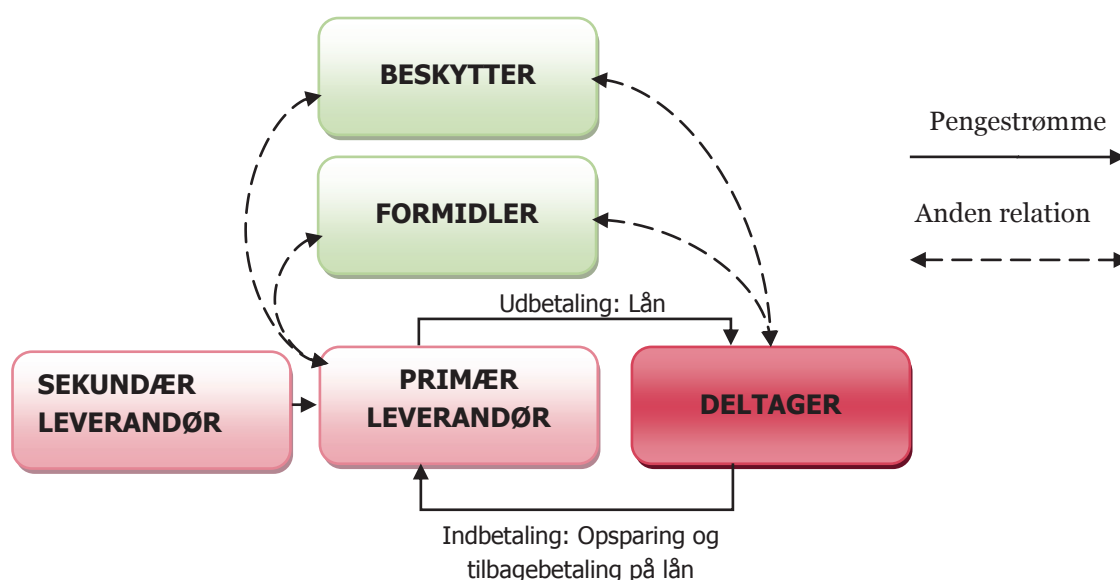 BESKYTTER
FORMIDLER
Pengestrømme
Anden relation
Udbetaling: Lån
SEKUNDÆR
LEVERANDØR
PRIMÆR
LEVERANDØR
DELTAGER
Indbetaling: Opsparing og
tilbagebetaling på lån